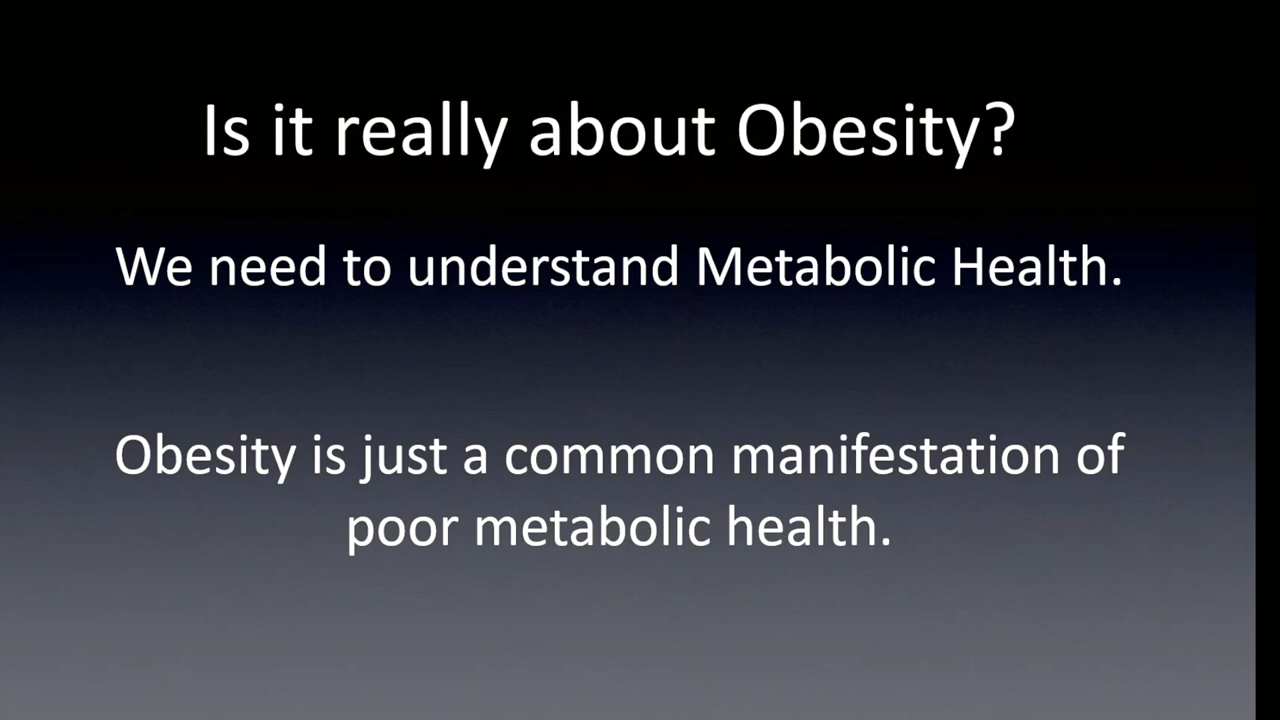 Is it really about Obesity?
We need to understand Metabolic Health.
Obesity is just a common manifestation of
poor metabolic health.